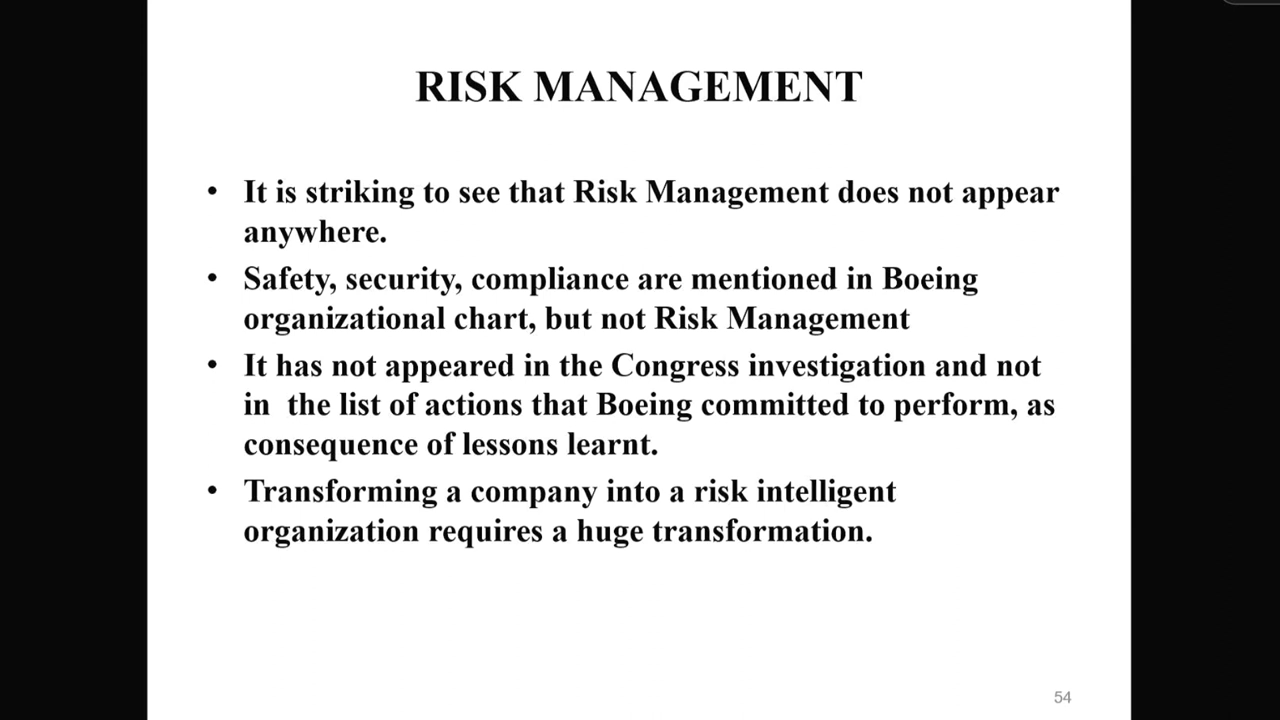 RISK MANAGEMENT
• It is striking to see that Risk Management does not appear
anywhere.
• Safety, security, compliance are mentioned in Boeing
organizational chart, but not Risk Management
• It has not appeared in the Congress investigation and not
in  the list of actions that Boeing committed to perform, as
consequence of lessons learnt.
• Transforming a company into a risk intelligent
organization requires a huge transformation.
54